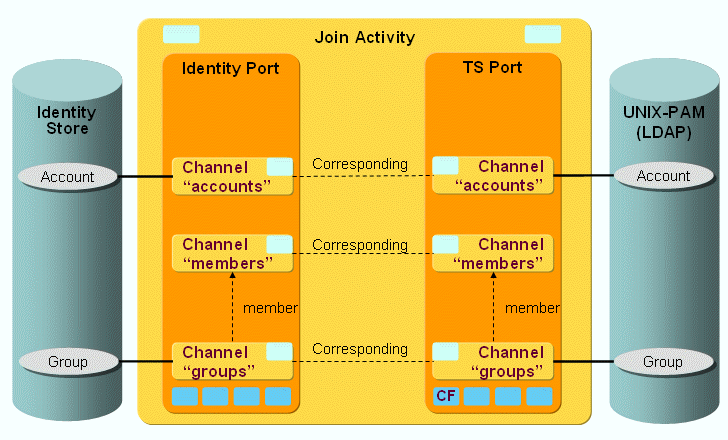 Join Activity
Identity Port
TS Port
Identity
Store
UNIX-PAM
(LDAP)
Account
Channel
“accounts”
Corresponding
Channel
“accounts”
Account
Channel
“members”
Corresponding
Channel
“members”
member
member
Group
Channel
“groups”
Corresponding
Channel
“groups”
Group
CF